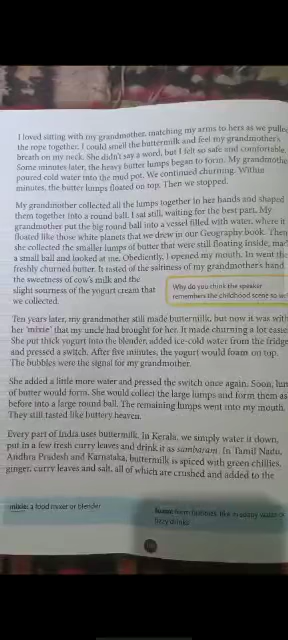 I loved sitting with my grandmother, matching my arms to hers as we pulled
the rope together. I could smell the buttermilk and feel my grandmother's
breath on my neck. She didn't say a word, but I felt so safe and comfortable.
Some minutes later, the heavy butter lumps began to form. My grandmothe
poured cold water into the mud pot. We continued churning. Within
minutes, the butter lumps floated on top. Then we stopped.
My grandmother collected all the lumps together in her hands and shaped
them together into a round ball. I sat still, waiting for the best part. My
grandmother put the big round ball into a vessel filled with water, where it
floated like those white planets that we drew in our Geography book. Then
she collected the smaller lumps of butter that were still floating inside, mad
a small ball and looked at me. Obediently, I opened my mouth. In went the
freshly churned butter. It tasted of the saltiness of my grandmother's hand
the sweetness of cow's milk and the
slight sourness of the yogurt cream that
we collected.
Why do you think the speaker
remembers the childhood scene so
Ten years later, my grandmother still made buttermilk, but now it was with
her 'mixie' that my uncle had brought for her. It made churning a lot easie
She put thick yogurt into the blender, added ice-cold water from the fridge
and pressed a switch. After five minutes, the yogurt would foam on top.
The bubbles were the signal for my grandmother.
She added a little more water and pressed the switch once again. Soon, lum
of butter would form. She would collect the large lumps and form them as
before into a large round ball. The remaining lumps went into my mouth.
They still tasted like buttery heaven.
Every part of India uses buttermilk. In Kerala, we simply water it down,
put in a few fresh curry leaves and drink it as sambaram. In Tamil Nadu,
Andhra Pradesh and Karnataka, buttermilk is spiced with green chillies,
ginger, curry leaves and salt, all of which are crushed and added to the
mixie: a food mixer or blender
form bubbles, like in soapy water or
fizzy drinks